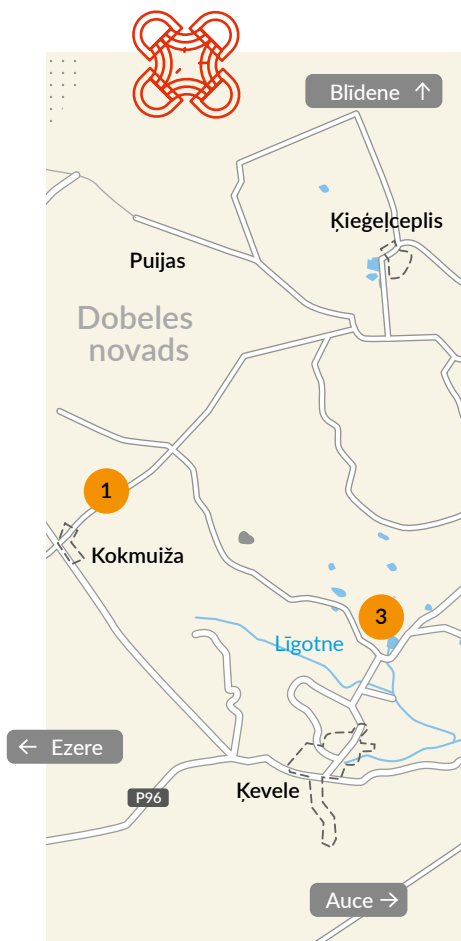 Blīdene ↑
Ķieģeļceplis
Puijas
Dobeles
novads
1
Kokmuiža
3
Līgotne
← Ezere
Ķevele
P96
Auce →